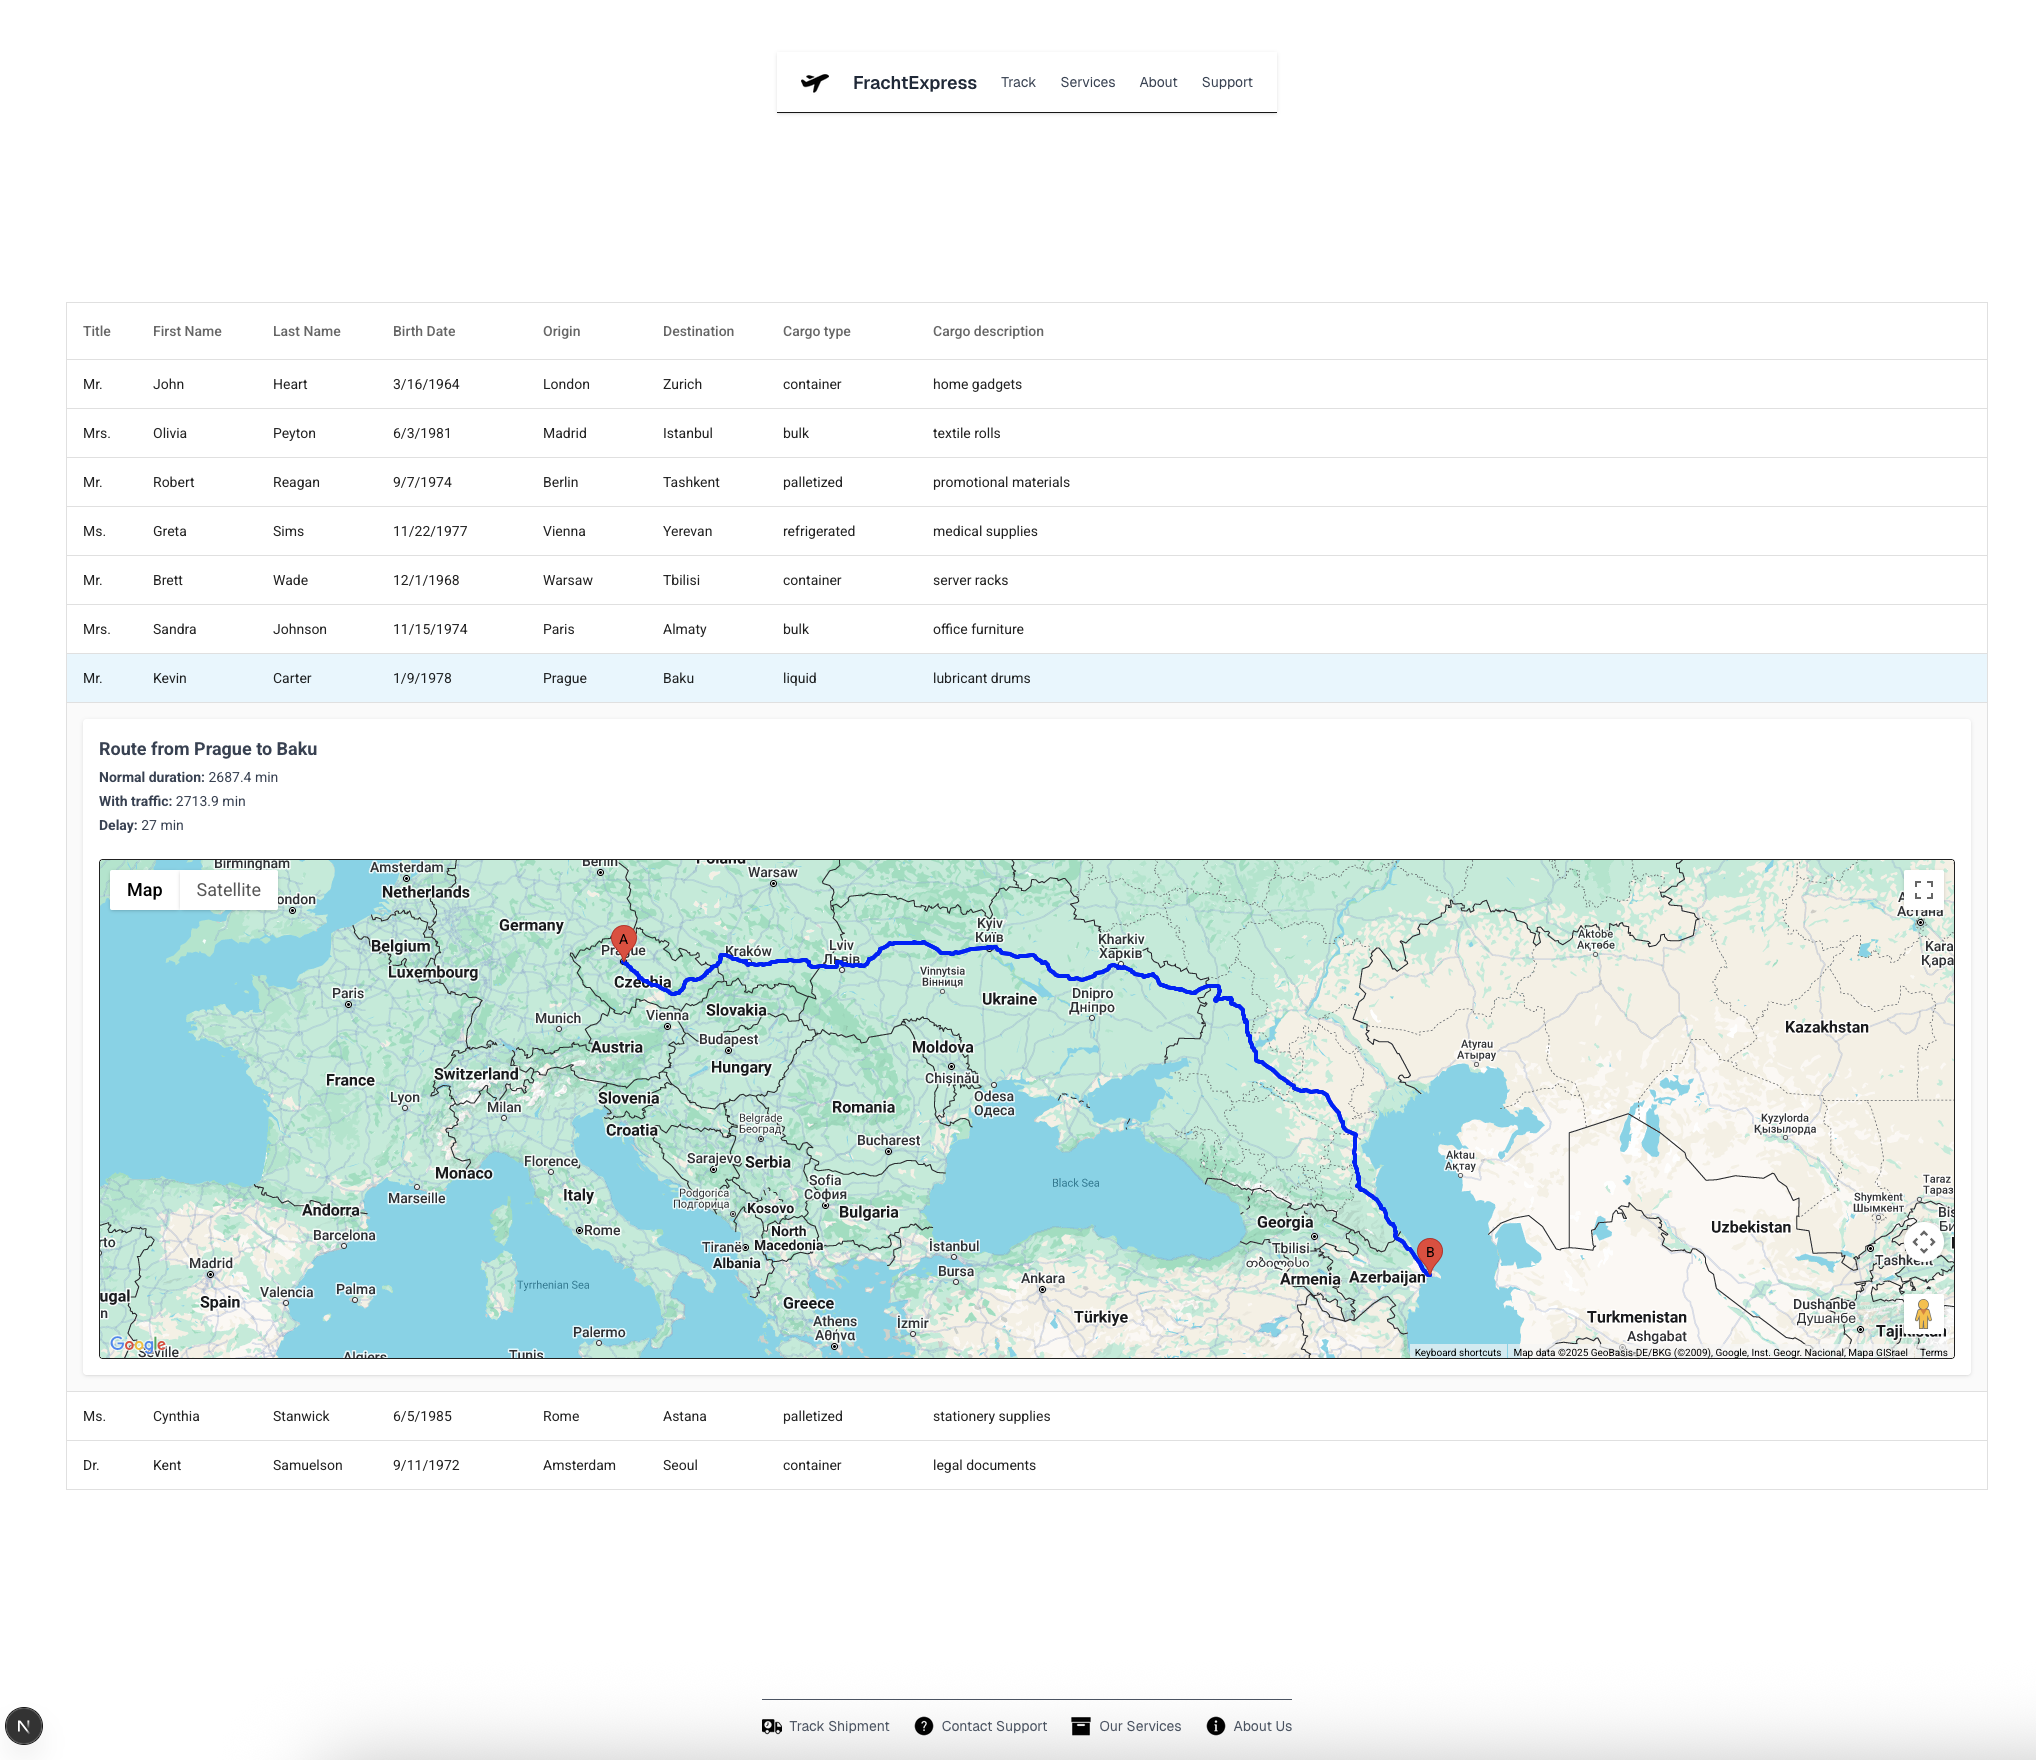 FrachtExpress Track Services About Support
Title First Name Last Name Birth Date Origin Destination Cargo type Cargo description
Mr. John Heart 3/16/1964 London Zurich container home gadgets
Mrs. Olivia Peyton 6/3/1981 Madrid Istanbul bulk textile rolls
Mr. Robert Reagan 9/7/1974 Berlin Tashkent palletized promotional materials
Ms. Greta Sims 11/22/1977 Vienna Yerevan refrigerated medical supplies
Mr. Brett Wade 12/1/1968 Warsaw Tbilisi container server racks
Mrs. Sandra Johnson 11/15/1974 Paris Almaty bulk office furniture
Mr. Kevin Carter 1/9/1978 Prague Baku liquid lubricant drums
Route from Prague to Baku
Normal duration: 2687.4 min
With traffic: 2713.9 min
Delay: 27 min
Map Satellite
Birmingham
Amsterdam
Netherlands
Berlin
Poland
Warsaw
ondon
Germany
Belgium
Luxembourg
Paris
A
Prague
Czechia
Kraków
Lviv
Львів
Kyiv
Київ
Vinnytsia
Вінниця
Kharkiv
Харків
Dnipro
Дніпро
Ukraine
Aktobe
Ақтөбе
Астана
Kara
Қара
Kazakhstan
Munich
Vienna
Slovakia
Austria
Budapest
Hungary
Moldova
Chișinău
Odesa
Одеса
Atyrau
Атырау
France
Switzerland
Lyon
Milan
Slovenia
Croatia
Belgrade
Београд
Romania
Bucharest
Kyzylorda
Қызылорда
Monaco
Florence
Sarajevo
Serbia
Aktau
Ақтау
Marseille
Italy
Podgorica
Подгорица
Kosovo
Sofia
София
Bulgaria
Black Sea
Taraz
Тараз
Shymkent
Шымкент
Andorra
Barcelona
Rome
North
Macedonia
Tiranë
Albania
Georgia
Tbilisi
თბილისი
Uzbekistan
Bis
Би
rto
Madrid
Spain
Valencia
Palma
Tyrrhenian Sea
İstanbul
Bursa
Ankara
Armenia
Azerbaijan
B
Tashkent
ugal
n
Greece
Athens
Αθήνα
İzmir
Türkiye
Turkmenistan
Ashgabat
Dushanbe
Душанбе
Tajikistan
Palermo
Google
Seville
Algiers
Tunis
Keyboard shortcuts Map data ©2025 GeoBasis-DE/BKG (©2009), Google, Inst. Geogr. Nacional, Mapa GISrael Terms
Ms. Cynthia Stanwick 6/5/1985 Rome Astana palletized stationery supplies
Dr. Kent Samuelson 9/11/1972 Amsterdam Seoul container legal documents
N
Track Shipment Contact Support Our Services About Us